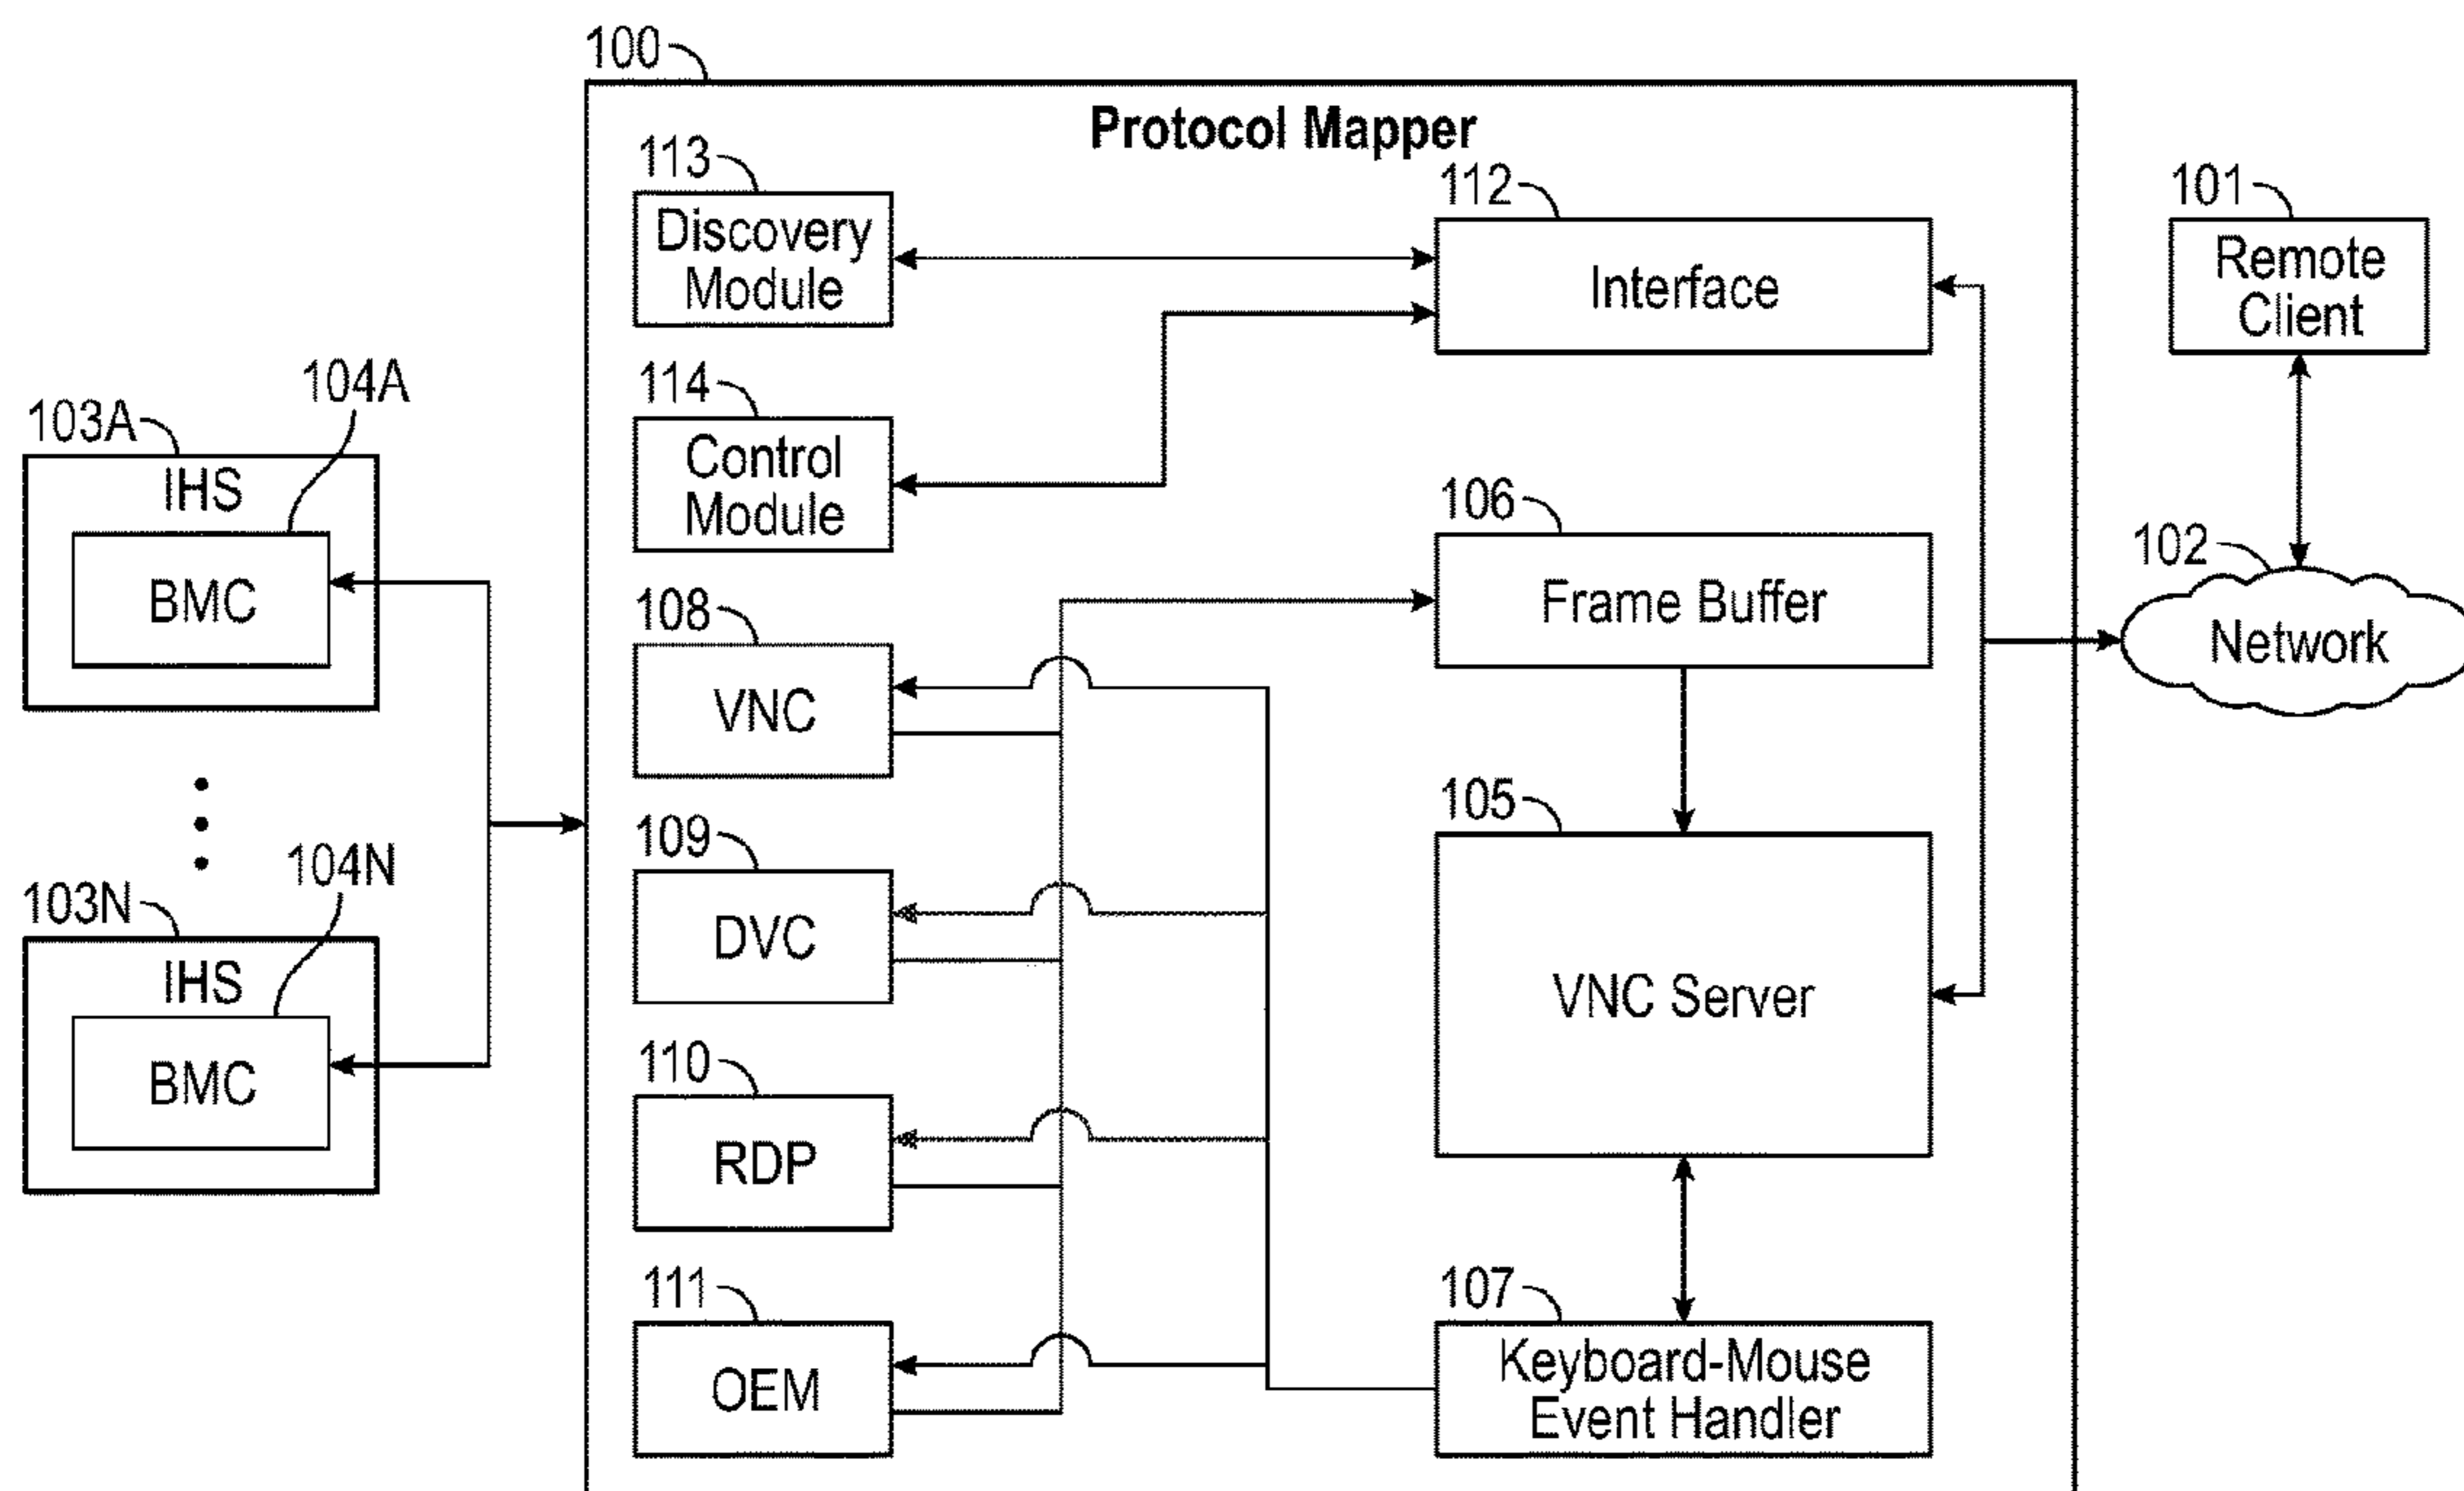 100
Protocol Mapper
113
Discovery
Module
112
Interface
101
Remote
Client
114
Control
Module
103A
104A
IHS
BMC
106
Frame Buffer
102
Network
108
VNC
105
VNC Server
109
DVC
103N
104N
IHS
BMC
110
RDP
107
Keyboard-Mouse
Event Handler
111
OEM